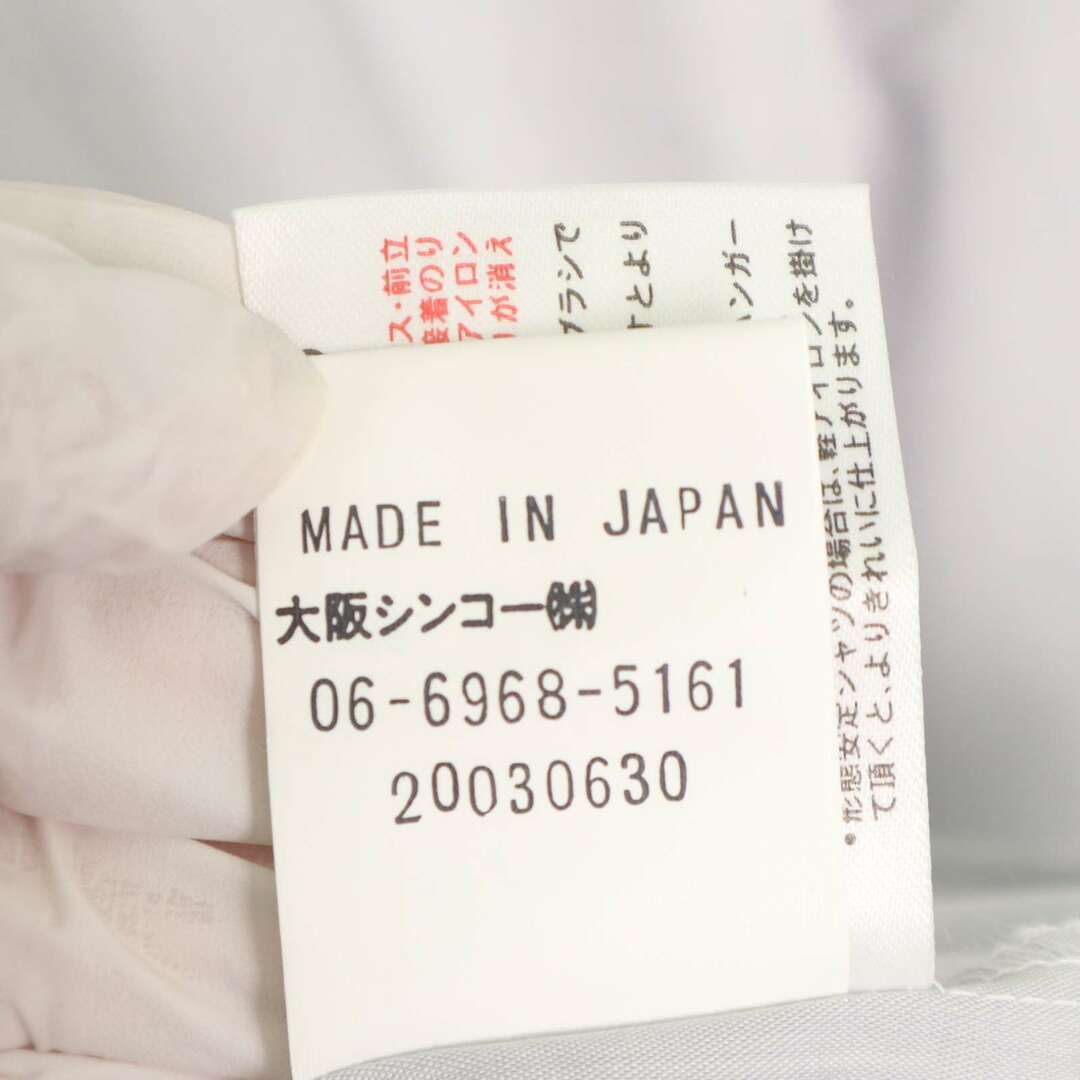 MADE IN JAPAN
大阪シンコー㈱
06-6968-5161
20030630
ス・前立
接着のり
アイロン
が消え
ブラシで
とより
ハンガー
•形態安定シャツの場合は、軽アイロンを掛け
て頂くと、よりきれいに仕上がります。